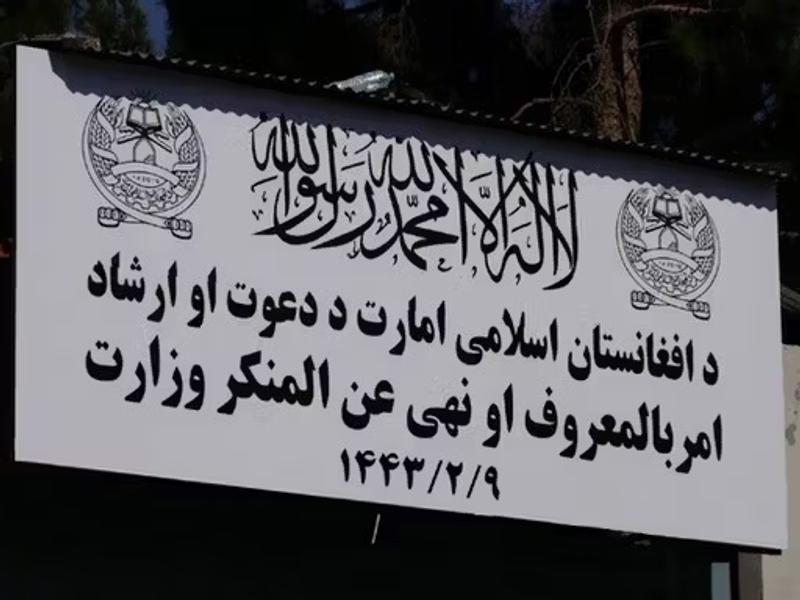 لا اله الا الله محمد رسول الله
د افغانستان اسلامی امارت د دعوت او ارشاد
امربالمعروف او نهی عن المنکر وزارت
۱۴۴۳/۲/۹